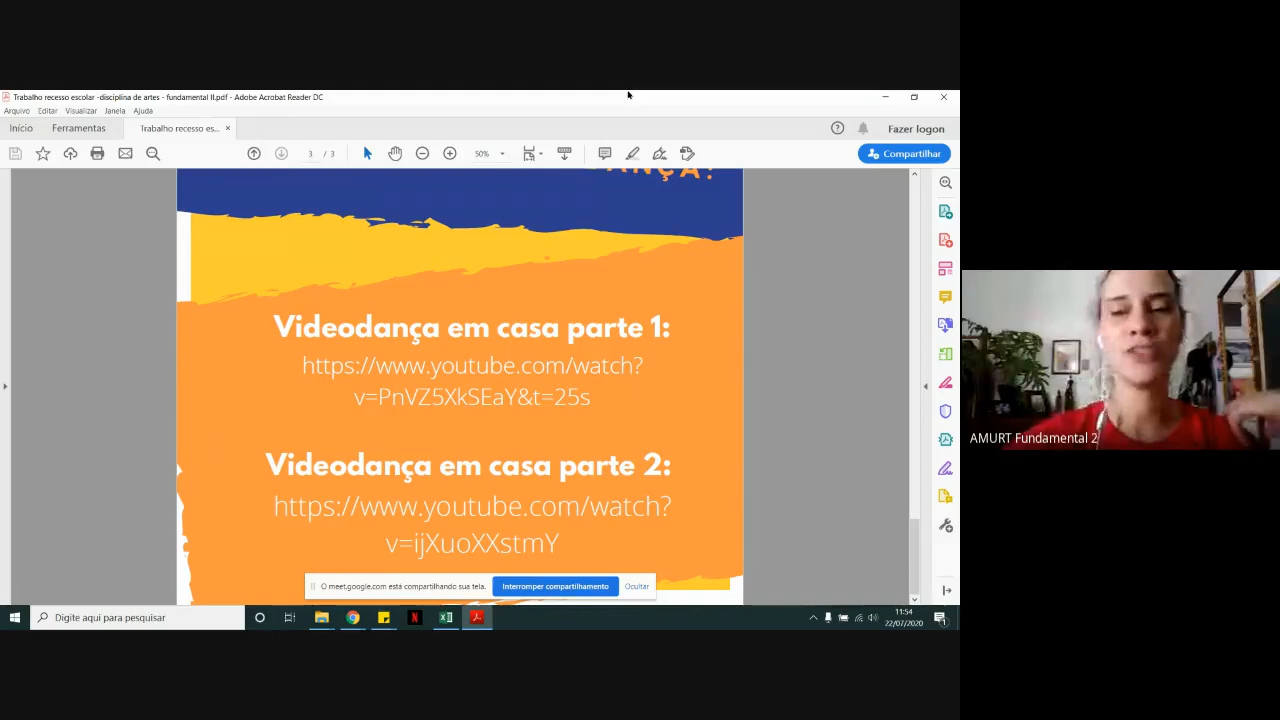 Trabalho recesso escolar -disciplina de artes - fundamental II.pdf - Adobe Acrobat Reader DC
Arquivo Editar Visualizar Janela Ajuda
Início Ferramentas Trabalho recesso es... × Fazer logon
3 / 3 50% Compartilhar
ANÇA!
Videodança em casa parte 1:
https://www.youtube.com/watch?
v=PnVZ5XkSEaY&t=25s
Videodança em casa parte 2:
https://www.youtube.com/watch?
v=ijXuoXXstmY
O meet.google.com está compartilhando sua tela. Interromper compartilhamento Ocultar
Digite aqui para pesquisar
11:54
22/07/2020
AMURT Fundamental 2